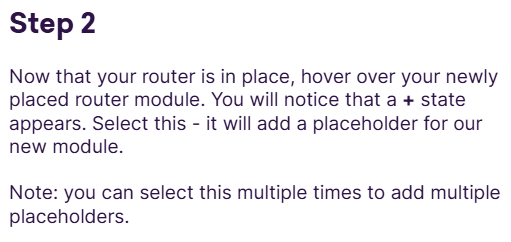 Step 2
Now that your router is in place, hover over your newly
placed router module. You will notice that a + state
appears. Select this - it will add a placeholder for our
new module.
Note: you can select this multiple times to add multiple
placeholders.